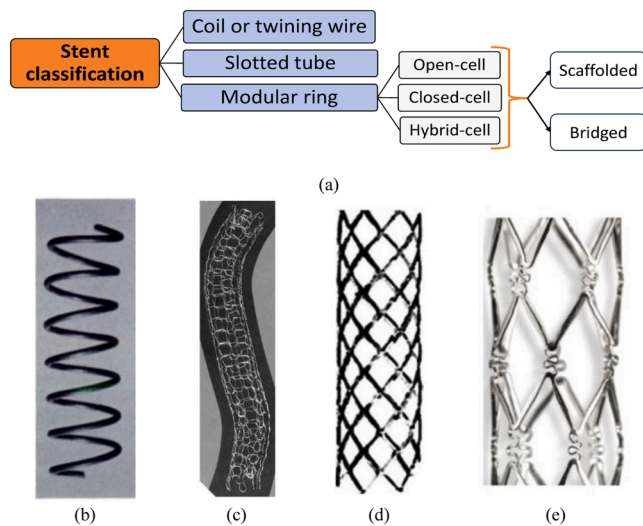 Coil or twining wire
Stent
classification
Slotted tube
Modular ring
Open-cell
Closed-cell
Hybrid-cell
Scaffolded
Bridged
(a)
(b)
(c)
(d)
(e)